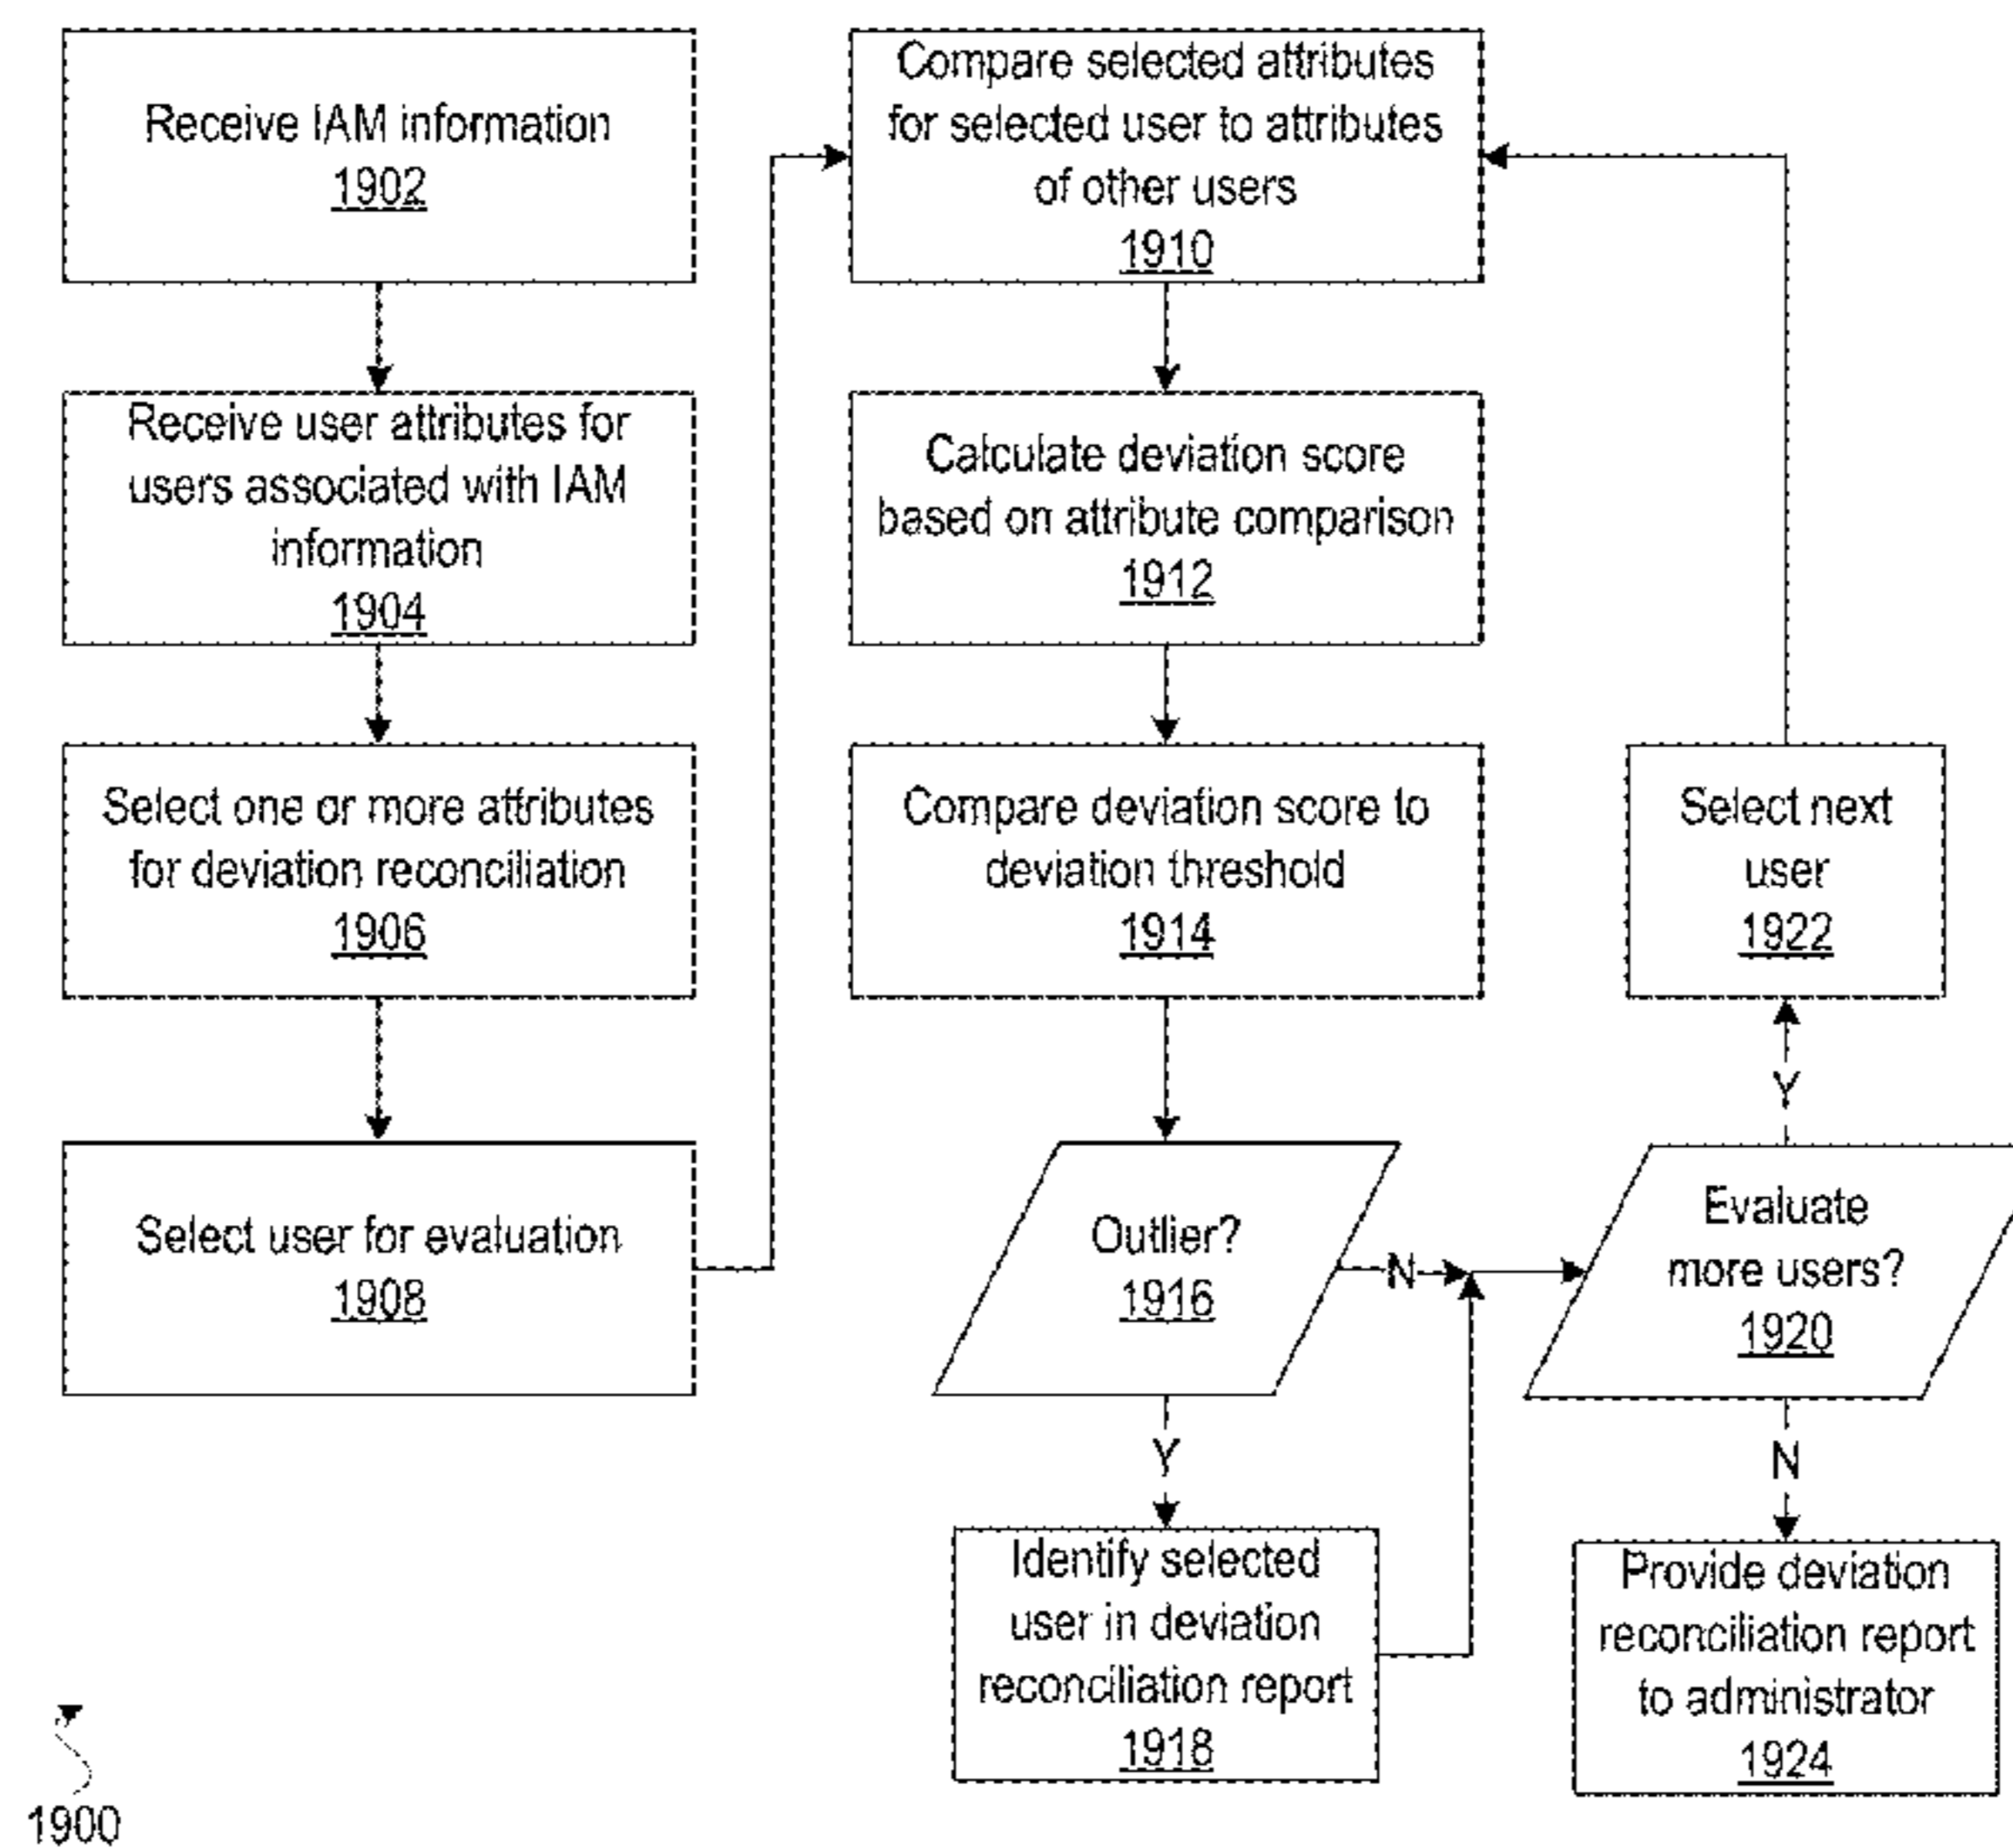 Receive IAM information
1902
Receive user attributes for
users associated with IAM
information
1904
Select one or more attributes
for deviation reconciliation
1906
Select user for evaluation
1908
Compare selected attributes
for selected user to attributes
of other users
1910
Calculate deviation score
based on attribute comparison
1912
Compare deviation score to
deviation threshold
1914
Outlier?
1916
N
Y
Identify selected
user in deviation
reconciliation report
1918
Select next
user
1922
Y
Evaluate
more users?
1920
N
Provide deviation
reconciliation report
to administrator
1924
1900